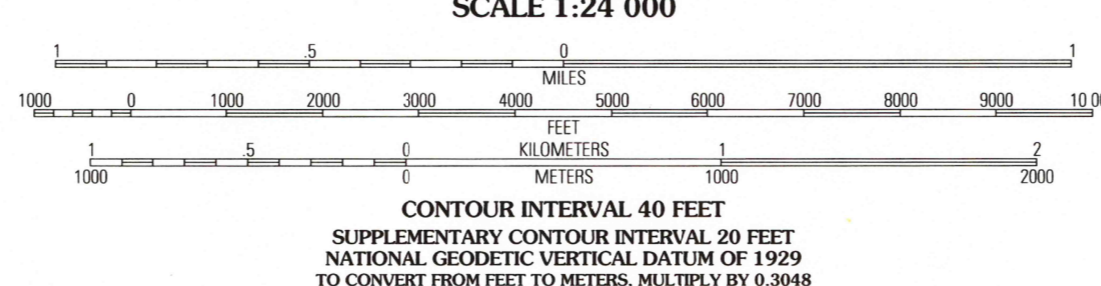 SCALE 1:24 000
1 .5 0 1
MILES
1000 0 1000 2000 3000 4000 5000 6000 7000 8000 9000 10 00
FEET
1 .5 0 KILOMETERS 1 2
1000 0 METERS 1000 2000
CONTOUR INTERVAL 40 FEET
SUPPLEMENTARY CONTOUR INTERVAL 20 FEET
NATIONAL GEODETIC VERTICAL DATUM OF 1929
TO CONVERT FROM FEET TO METERS, MULTIPLY BY 0.3048